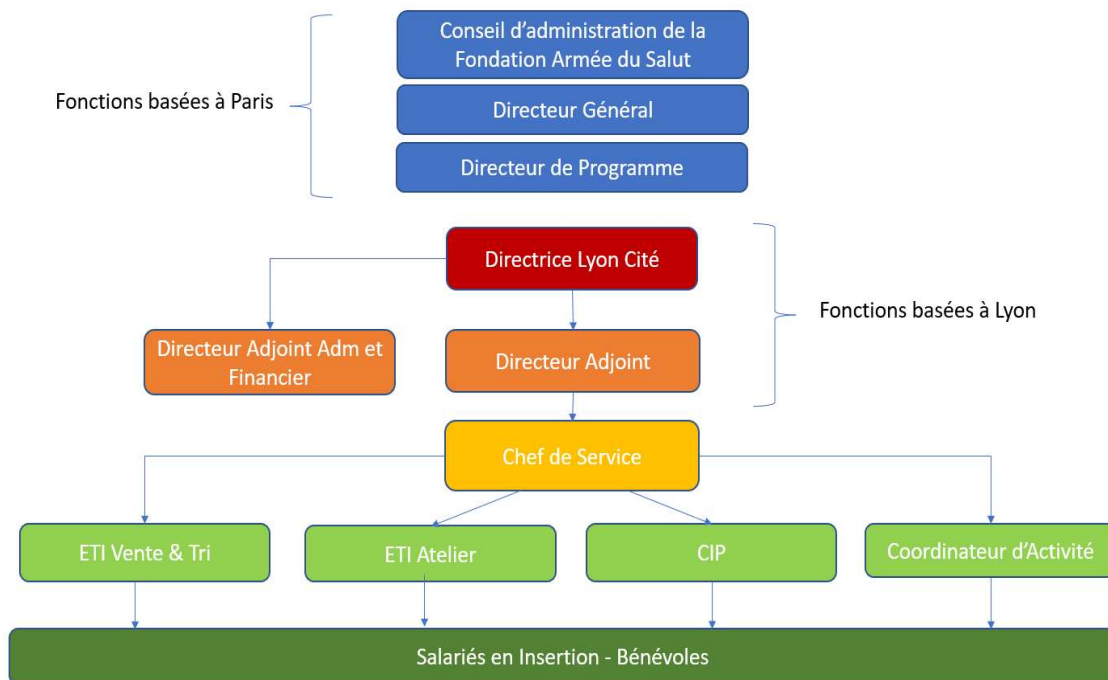 Conseil d'administration de la
Fondation Armée du Salut
Fonctions basées à Paris
Directeur Général
Directeur de Programme
Directrice Lyon Cité
Fonctions basées à Lyon
Directeur Adjoint Adm et
Financier
Directeur Adjoint
Chef de Service
ETI Vente & Tri
ETI Atelier
CIP
Coordinateur d'Activité
Salariés en Insertion - Bénévoles